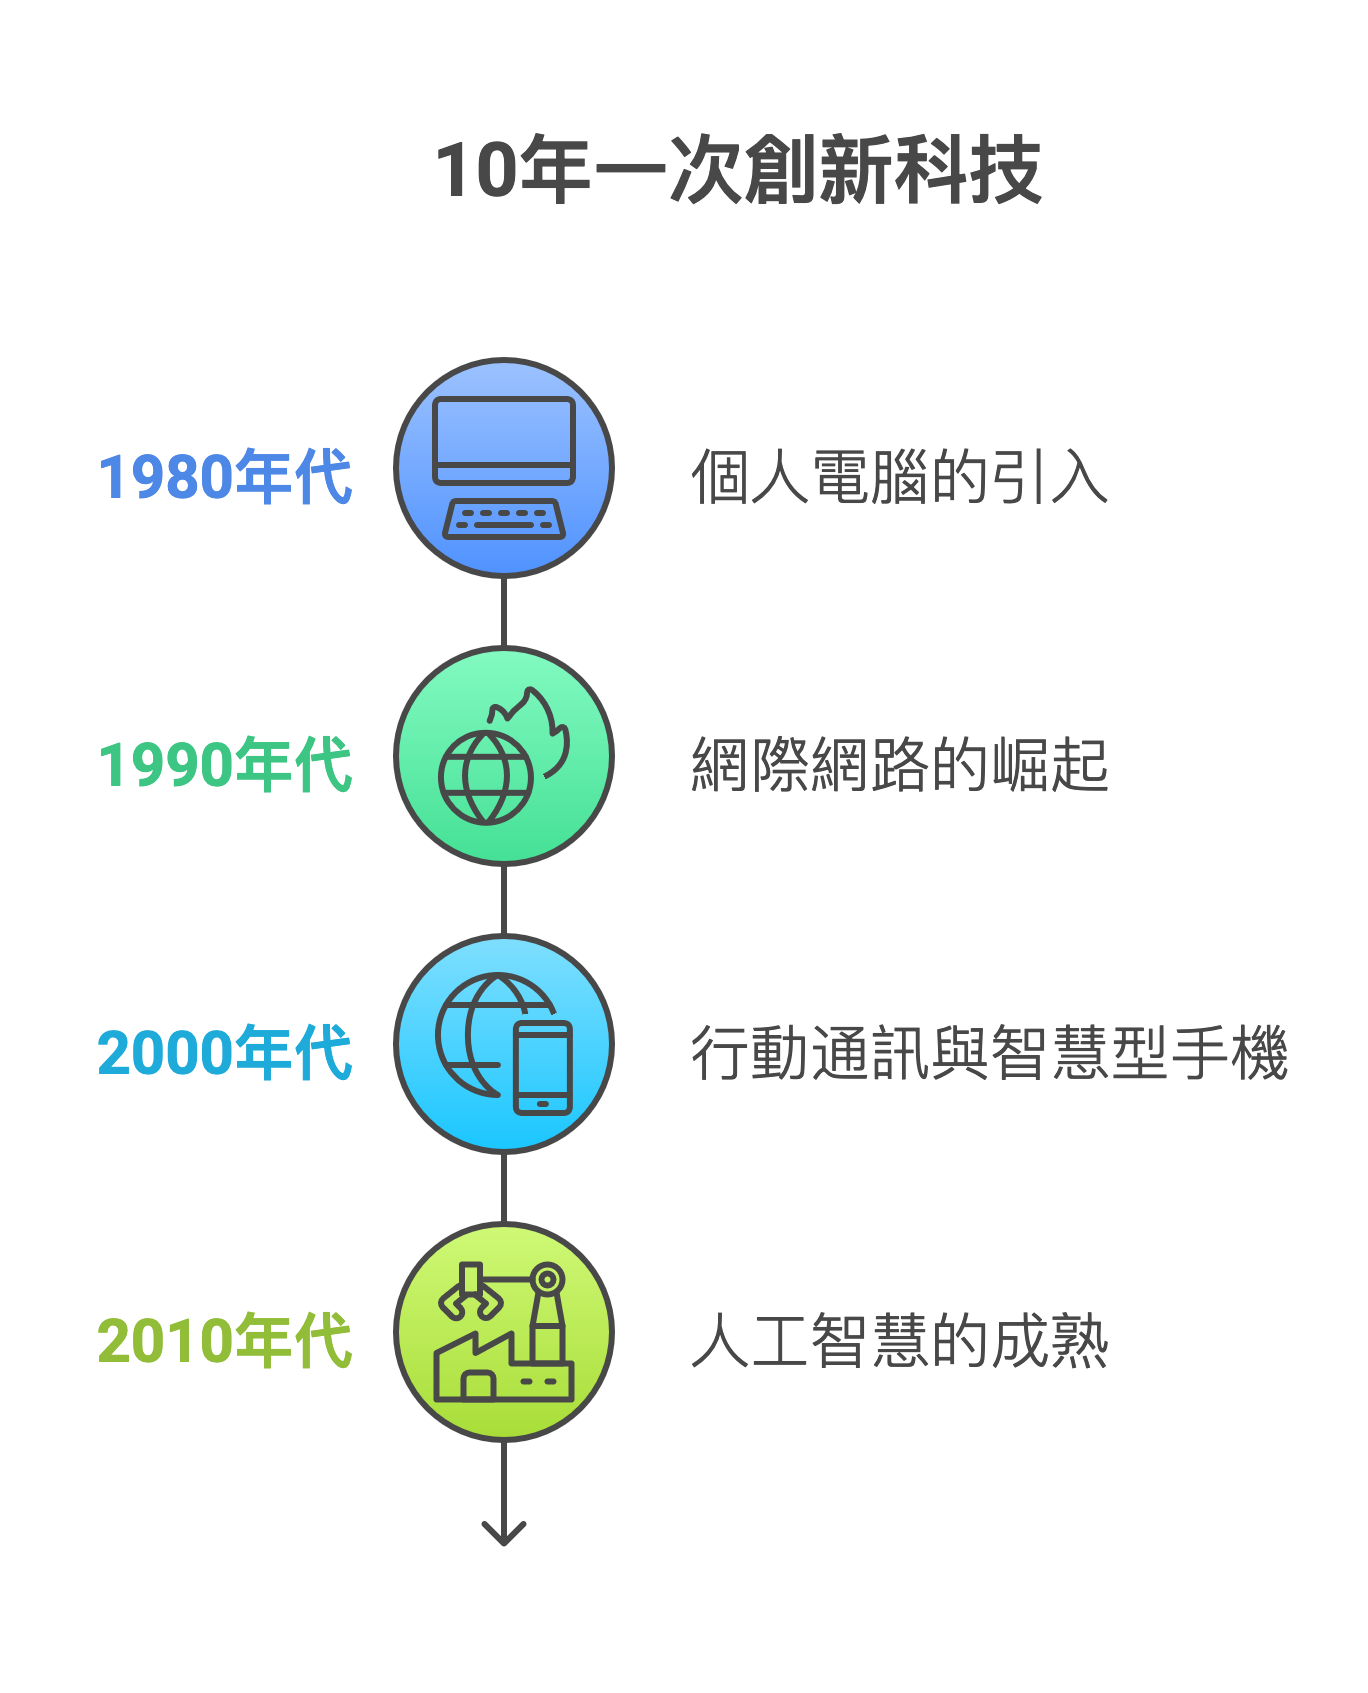 10年一次創新科技
1980年代
個人電腦的引入
1990年代
網際網路的崛起
2000年代
行動通訊與智慧型手機
2010年代
人工智慧的成熟